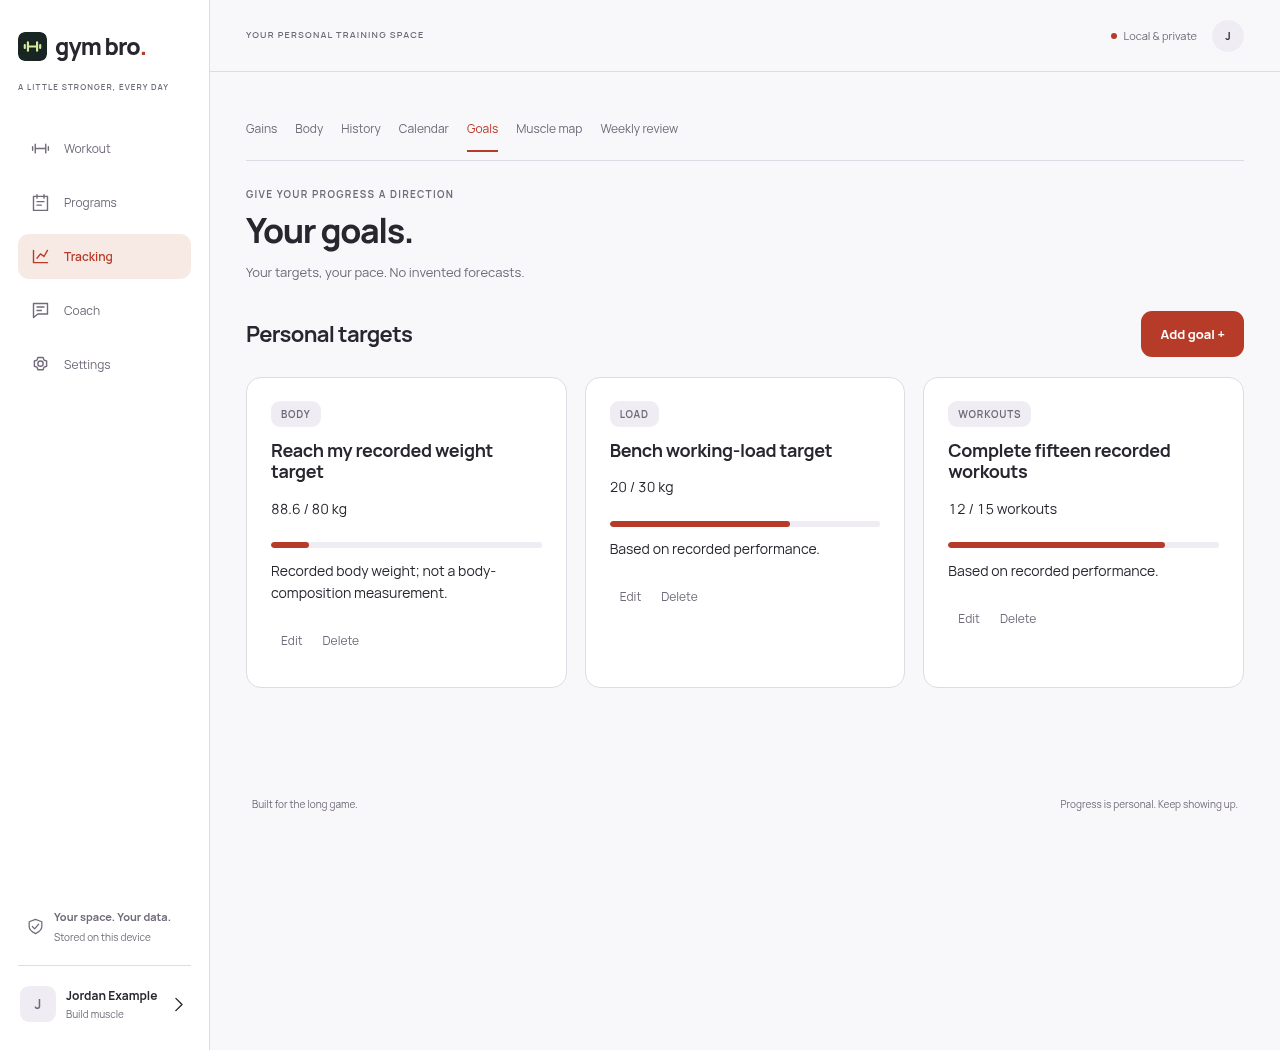 gym bro.
A LITTLE STRONGER, EVERY DAY
Workout
Programs
Tracking
Coach
Settings
Your space. Your data.
Stored on this device
J
Jordan Example
Build muscle
YOUR PERSONAL TRAINING SPACE
Local & private
J
Gains Body History Calendar Goals Muscle map Weekly review
GIVE YOUR PROGRESS A DIRECTION
Your goals.
Your targets, your pace. No invented forecasts.
Personal targets
Add goal +
BODY
Reach my recorded weight
target
88.6 / 80 kg
Recorded body weight; not a body-
composition measurement.
Edit Delete
LOAD
Bench working-load target
20 / 30 kg
Based on recorded performance.
Edit Delete
WORKOUTS
Complete fifteen recorded
workouts
12 / 15 workouts
Based on recorded performance.
Edit Delete
Built for the long game.
Progress is personal. Keep showing up.